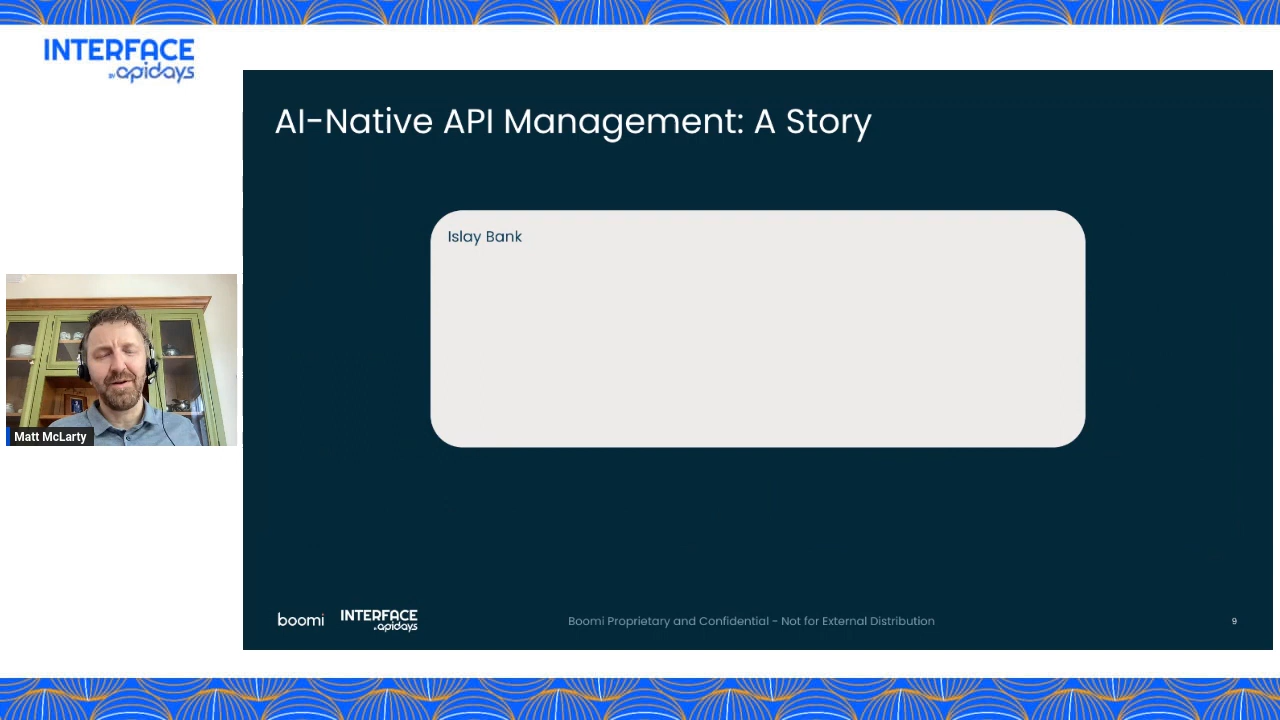 INTERFACE
BY apidays
AI-Native API Management: A Story
Islay Bank
Matt McLarty
boomi
INTERFACE
BY apidays
Boomi Proprietary and Confidential - Not for External Distribution
9